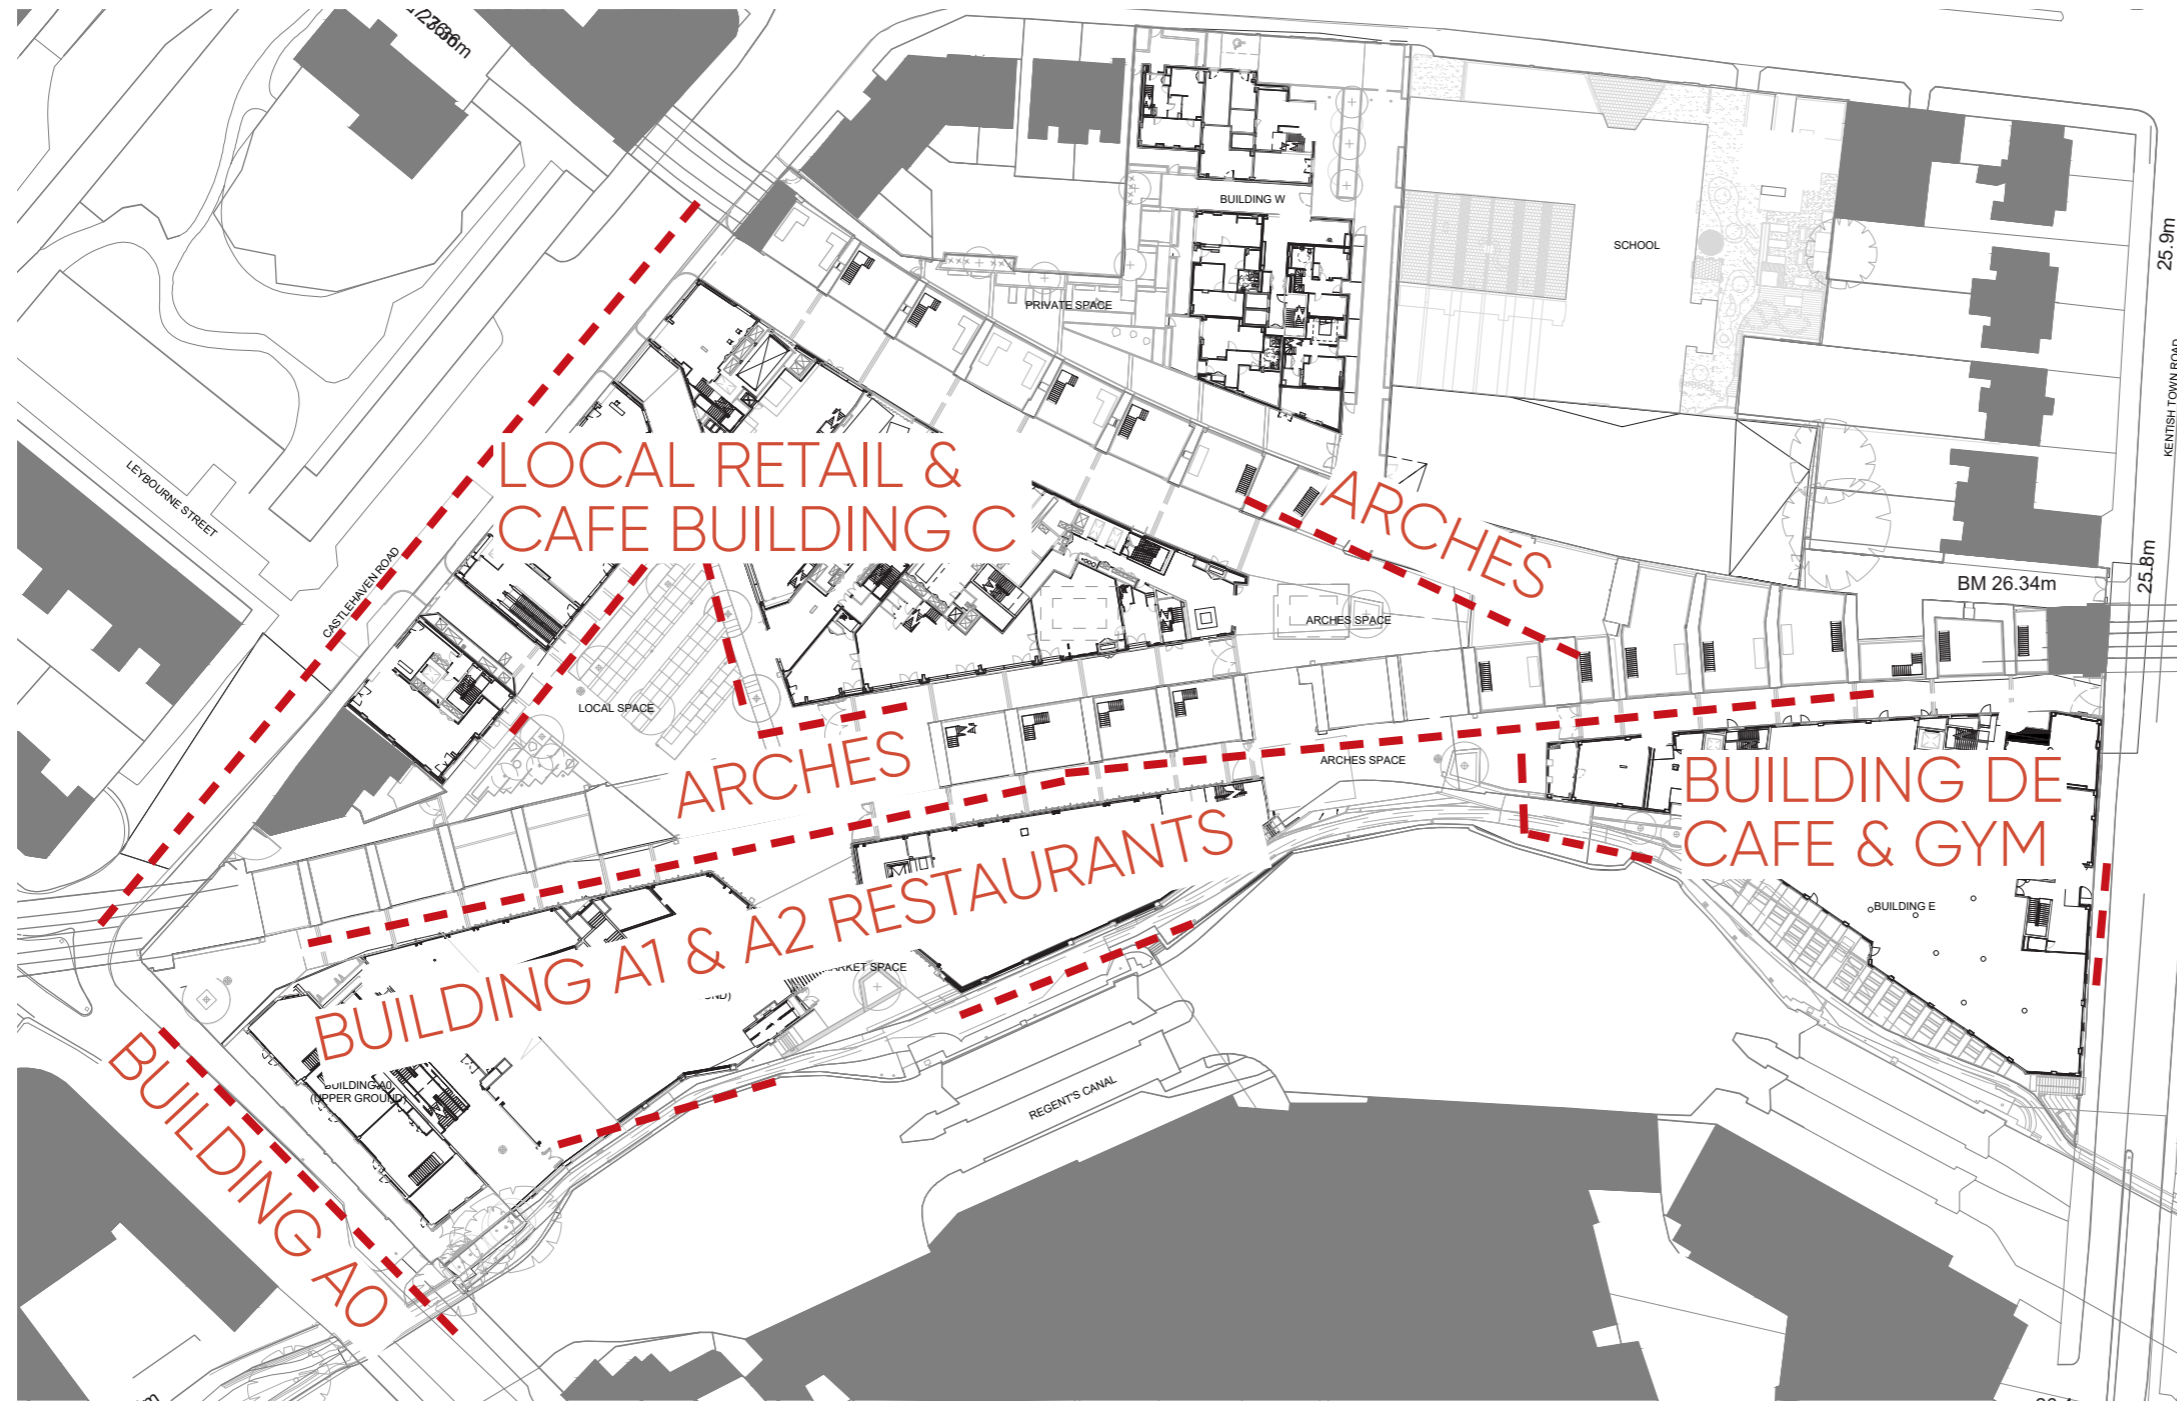 BUILDING W
SCHOOL
25.9m
PRIVATE SPACE
KENTISH TOWN ROAD
LOCAL RETAIL &
CAFE BUILDING C
LEYBOURNE STREET
CASTLEHAVEN ROAD
ARCHES
25.8m
BM 26.34m
ARCHES SPACE
LOCAL SPACE
ARCHES
ARCHES SPACE
BUILDING DE
CAFE & GYM
BUILDING E
BUILDING A1 & A2 RESTAURANTS
MARKET SPACE
BUILDING A0
(UPPER GROUND)
REGENT'S CANAL
BUILDING A0